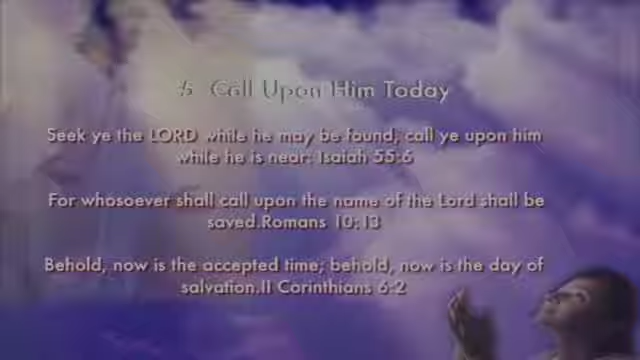 5 Call Upon Him Today
Seek ye the LORD while he may be found, call ye upon him
while he is near: Isaiah 55:6
For whosoever shall call upon the name of the Lord shall be
saved.Romans 10:13
Behold, now is the accepted time; behold, now is the day of
salvation.II Corinthians 6:2